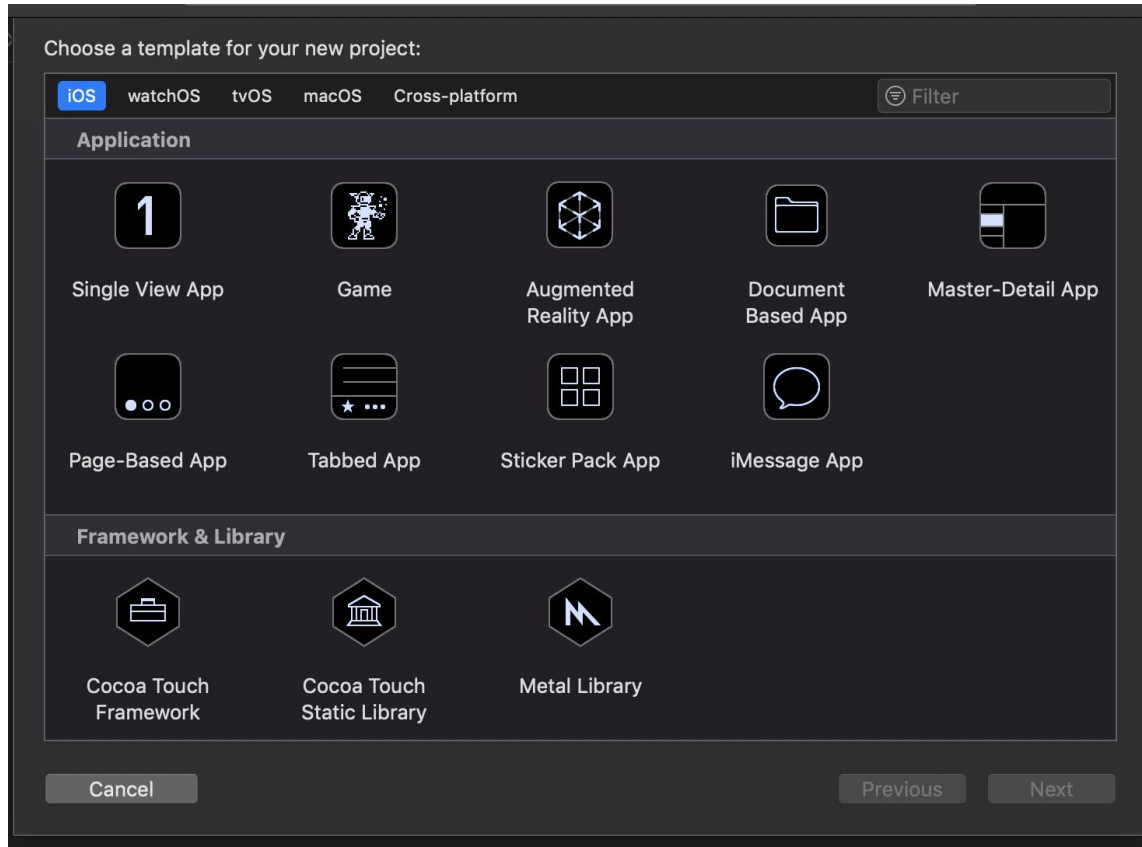 Choose a template for your new project:
iOS watchOS tvOS macOS Cross-platform Filter
Application
1
Single View App Game Augmented Reality App Document Based App Master-Detail App
Page-Based App Tabbed App Sticker Pack App iMessage App
Framework & Library
Cocoa Touch Framework Cocoa Touch Static Library Metal Library
Cancel Previous Next